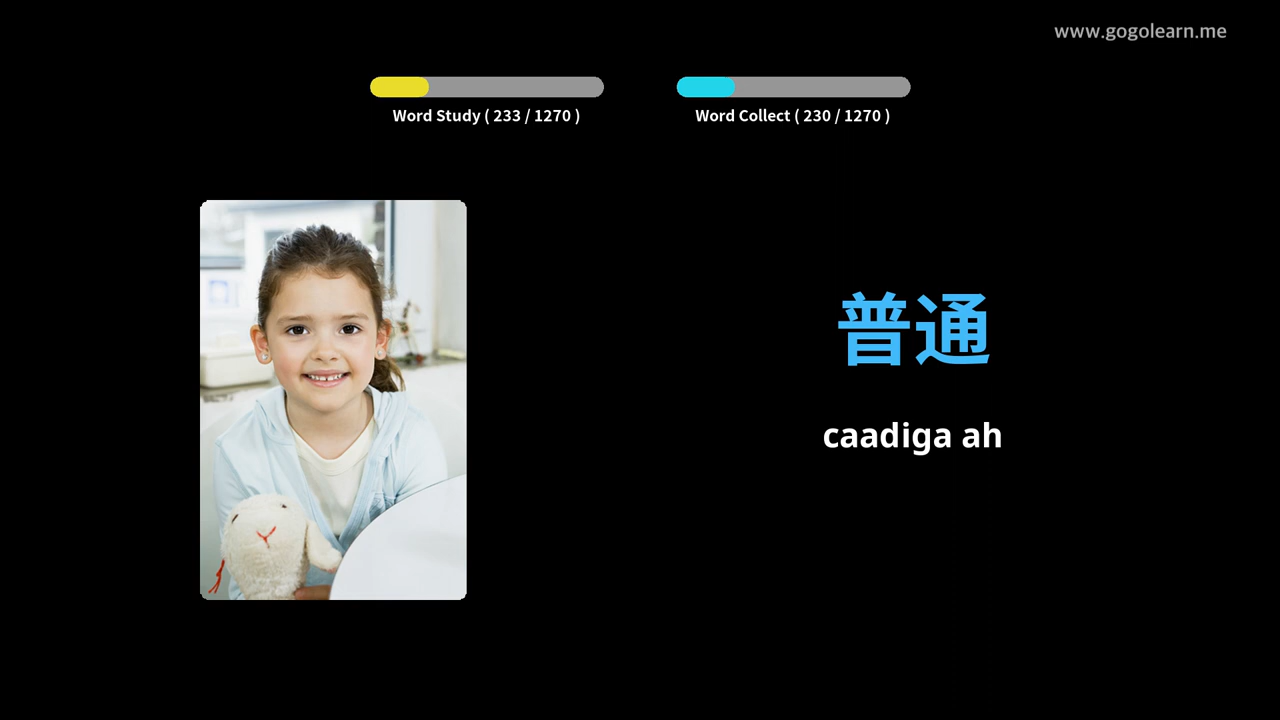 www.gogolearn.me
Word Study ( 233 / 1270 )
Word Collect ( 230 / 1270 )
普通
caadiga ah